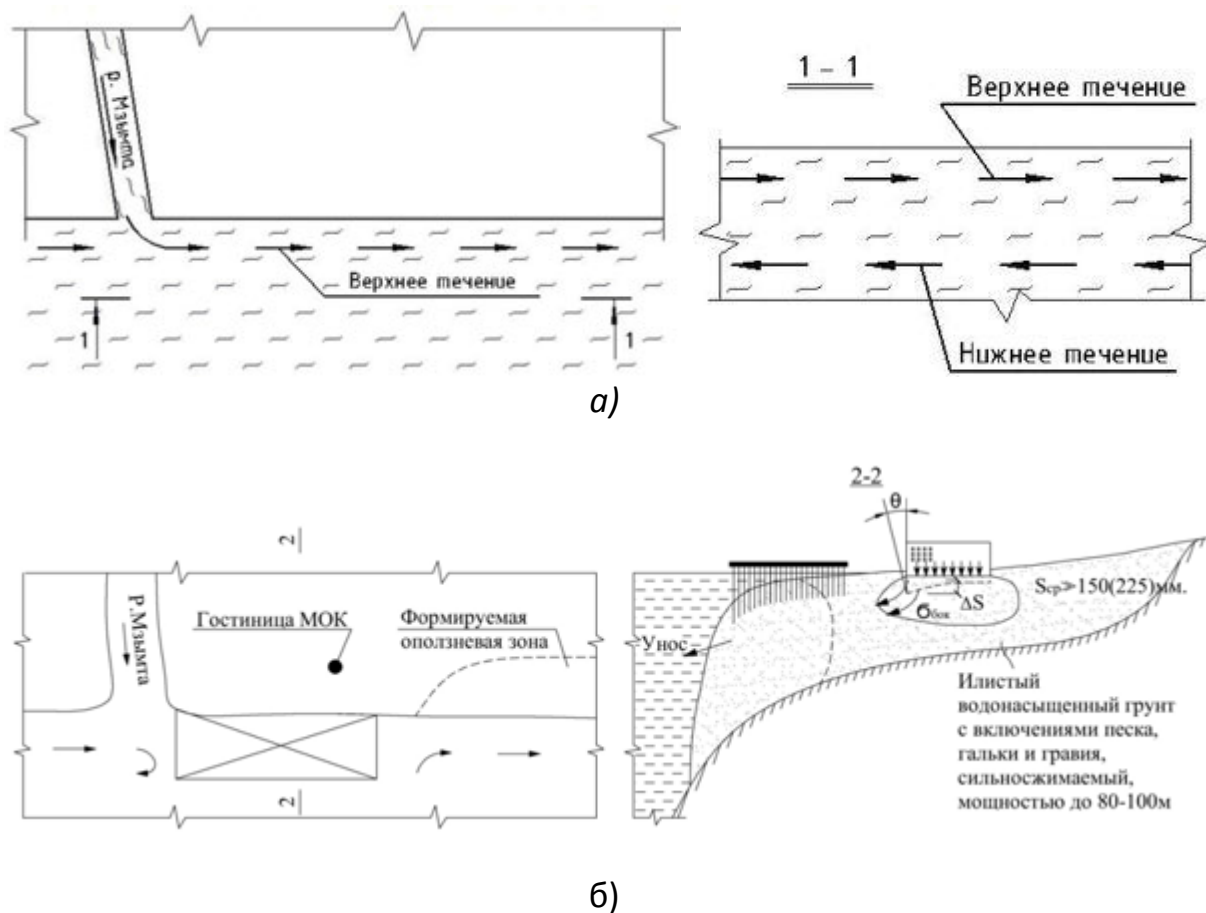 р. Мзымта
Верхнее течение
1
1
1 – 1
Верхнее течение
Нижнее течение
а)
2
Р.Мзымта
Гостиница МОК
Формируемая
оползневая зона
2
2-2
θ
Sср≫150(225)мм.
ΔS
σбок
Унос
Илистый
водонасыщенный грунт
с включениями песка,
гальки и гравия,
сильносжимаемый,
мощностью до 80-100м
б)